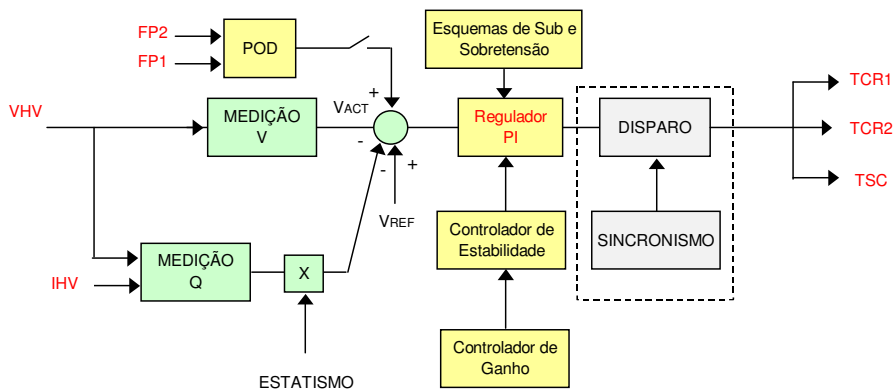 FP2
FP1
POD
Esquemas de Sub e
Sobretensão
VHV
MEDIÇÃO
V
VACT
+
-
-
+
VREF
Regulador
PI
DISPARO
TCR1
TCR2
TSC
IHV
MEDIÇÃO
Q
X
Controlador de
Estabilidade
SINCRONISMO
Controlador de
Ganho
ESTATISMO